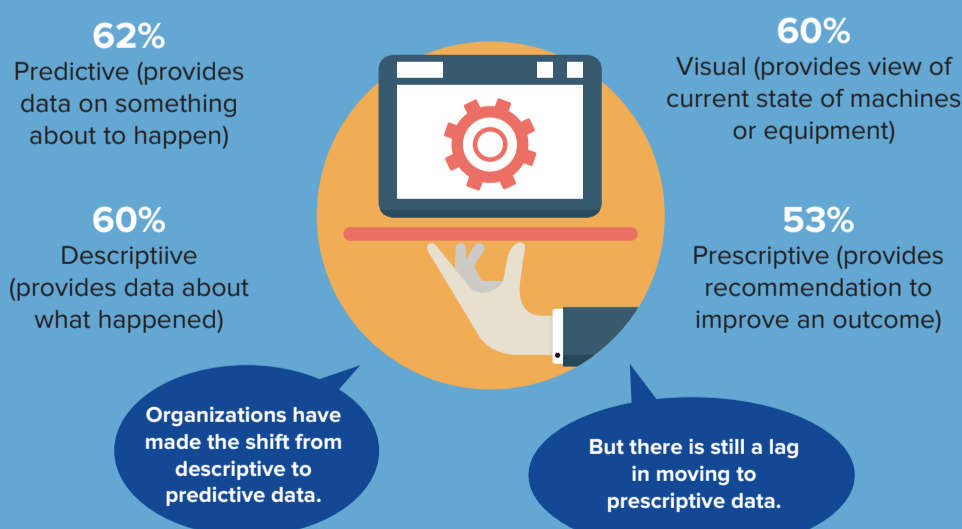 62%
Predictive (provides
data on something
about to happen)
60%
Visual (provides view of
current state of machines
or equipment)
60%
Descriptiive
(provides data about
what happened)
53%
Prescriptive (provides
recommendation to
improve an outcome)
Organizations have
made the shift from
descriptive to
predictive data.
But there is still a lag
in moving to
prescriptive data.